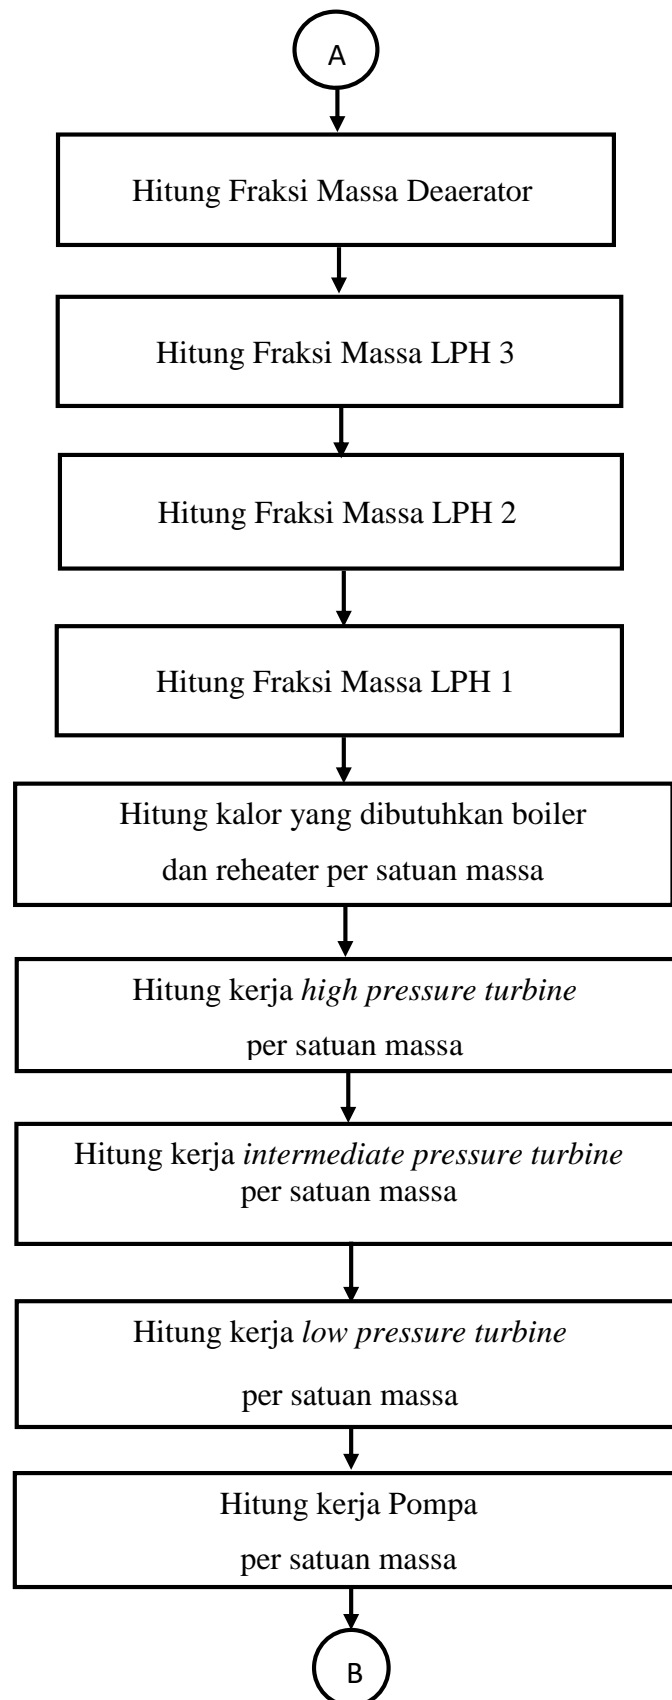 A
Hitung Fraksi Massa Deaerator
Hitung Fraksi Massa LPH 3
Hitung Fraksi Massa LPH 2
Hitung Fraksi Massa LPH 1
Hitung kalor yang dibutuhkan boiler
dan reheater per satuan massa
Hitung kerja high pressure turbine
per satuan massa
Hitung kerja intermediate pressure turbine
per satuan massa
Hitung kerja low pressure turbine
per satuan massa
Hitung kerja Pompa
per satuan massa
B